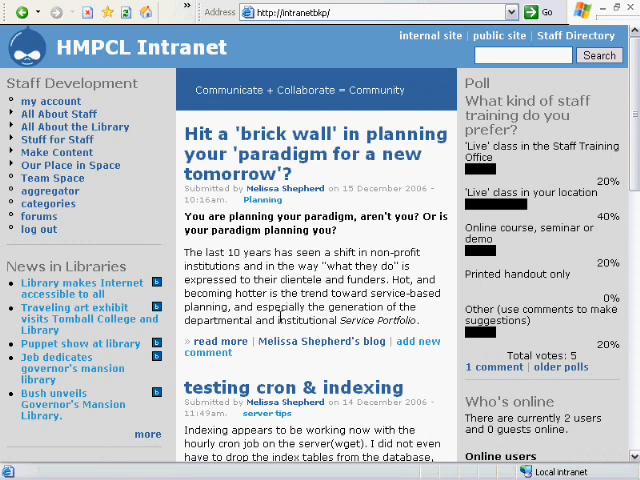 Address http://intranetbkp/ Go
HMPCL Intranet
internal site | public site | Staff Directory
Search
Staff Development
my account
All About Staff
All About the Library
Stuff for Staff
Make Content
Our Place in Space
Team Space
aggregator
categories
forums
log out
News in Libraries
Library makes Internet
accessible to all
Traveling art exhibit
visits Tomball College and
Library
Puppet show at library
Jeb dedicates
governor's mansion
library
Bush unveils
Governor's Mansion
Library.
more
Communicate + Collaborate = Community
Hit a 'brick wall' in planning
your 'paradigm for a new
tomorrow'?
Submitted by Melissa Shepherd on 15 December 2006 -
10:16am. Planning
You are planning your paradigm, aren't you? Or is
your paradigm planning you?
The last 10 years has seen a shift in non-profit
institutions and in the way "what they do" is
expressed to their clientele and funders. Hot, and
becoming hotter is the trend toward service-based
planning, and especially the generation of the
departmental and institutional Service Portfolio.
» read more | Melissa Shepherd's blog | add new
comment
testing cron & indexing
Submitted by Melissa Shepherd on 14 December 2006 -
11:49am. server tips
Indexing appears to be working now with the
hourly cron job on the server(wget). I did not even
have to drop the index tables from the database,
Poll
What kind of staff
training do you
prefer?
'Live' class in the Staff Training
Office
20%
'Live' class in your location
40%
Online course, seminar or
demo
20%
Printed handout only
0%
Other (use comments to make
suggestions)
20%
Total votes: 5
1 comment | older polls
Who's online
There are currently 2 users
and 0 guests online.
Online users
Local intranet